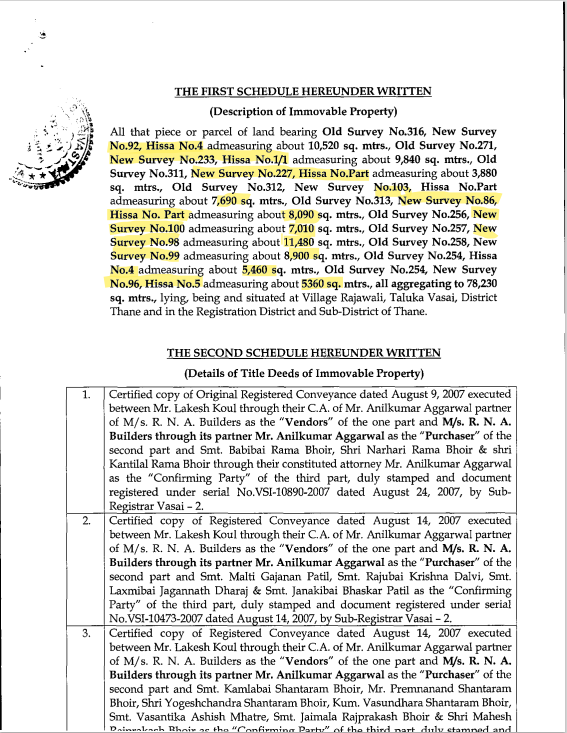 THE FIRST SCHEDULE HEREUNDER WRITTEN
(Description of Immovable Property)
All that piece or parcel of land bearing Old Survey No.316, New Survey
No.92, Hissa No.4 admeasuring about 10,520 sq. mtrs., Old Survey No.271,
New Survey No.233, Hissa No.1/1 admeasuring about 9,840 sq. mtrs., Old
Survey No.311, New Survey No.227, Hissa No.Part admeasuring about 3,880
sq. mtrs., Old Survey No.312, New Survey No.103, Hissa No.Part
admeasuring about 7,690 sq. mtrs., Old Survey No.313, New Survey No.86,
Hissa No. Part admeasuring about 8,090 sq. mtrs., Old Survey No.256, New
Survey No.100 admeasuring about 7,010 sq. mtrs., Old Survey No.257, New
Survey No.98 admeasuring about 11,480 sq. mtrs., Old Survey No.258, New
Survey No.99 admeasuring about 8,900 sq. mtrs., Old Survey No.254, Hissa
No.4 admeasuring about 5,460 sq. mtrs., Old Survey No.254, New Survey
No.96, Hissa No.5 admeasuring about 5360 sq. mtrs., all aggregating to 78,230
sq. mtrs., lying, being and situated at Village Rajawali, Taluka Vasai, District
Thane and in the Registration District and Sub-District of Thane.
THE SECOND SCHEDULE HEREUNDER WRITTEN
(Details of Title Deeds of Immovable Property)
1. Certified copy of Original Registered Conveyance dated August 9, 2007 executed
between Mr. Lakesh Koul through their C.A. of Mr. Anilkumar Aggarwal partner
of M/s. R. N. A. Builders as the "Vendors" of the one part and M/s. R. N. A.
Builders through its partner Mr. Anilkumar Aggarwal as the "Purchaser" of the
second part and Smt. Babibai Rama Bhoir, Shri Narhari Rama Bhoir & shri
Kantilal Rama Bhoir through their constituted attorney Mr. Anilkumar Aggarwal
as the "Confirming Party" of the third part, duly stamped and document
registered under serial No.VSI-10890-2007 dated August 24, 2007, by Sub-
Registrar Vasai – 2.
2. Certified copy of Registered Conveyance dated August 14, 2007 executed
between Mr. Lakesh Koul through their C.A. of Mr. Anilkumar Aggarwal partner
of M/s. R. N. A. Builders as the "Vendors" of the one part and M/s. R. N. A.
Builders through its partner Mr. Anilkumar Aggarwal as the "Purchaser" of the
second part and Smt. Malti Gajanan Patil, Smt. Rajubai Krishna Dalvi, Smt.
Laxmibai Jagannath Dharaj & Smt. Janakibai Bhaskar Patil as the "Confirming
Party" of the third part, duly stamped and document registered under serial
No.VSI-10473-2007 dated August 14, 2007, by Sub-Registrar Vasai – 2.
3. Certified copy of Registered Conveyance dated August 14, 2007 executed
between Mr. Lakesh Koul through their C.A. of Mr. Anilkumar Aggarwal partner
of M/s. R. N. A. Builders as the "Vendors" of the one part and M/s. R. N. A.
Builders through its partner Mr. Anilkumar Aggarwal as the "Purchaser" of the
second part and Smt. Kamlabai Shantaram Bhoir, Mr. Premnanand Shantaram
Bhoir, Shri Yogeshchandra Shantaram Bhoir, Kum. Vasundhara Shantaram Bhoir,
Smt. Vasantika Ashish Mhatre, Smt. Jaimala Rajprakash Bhoir & Shri Mahesh
Rajprakash Bhoir as the "Confirming Party" of the third part, duly stamped and